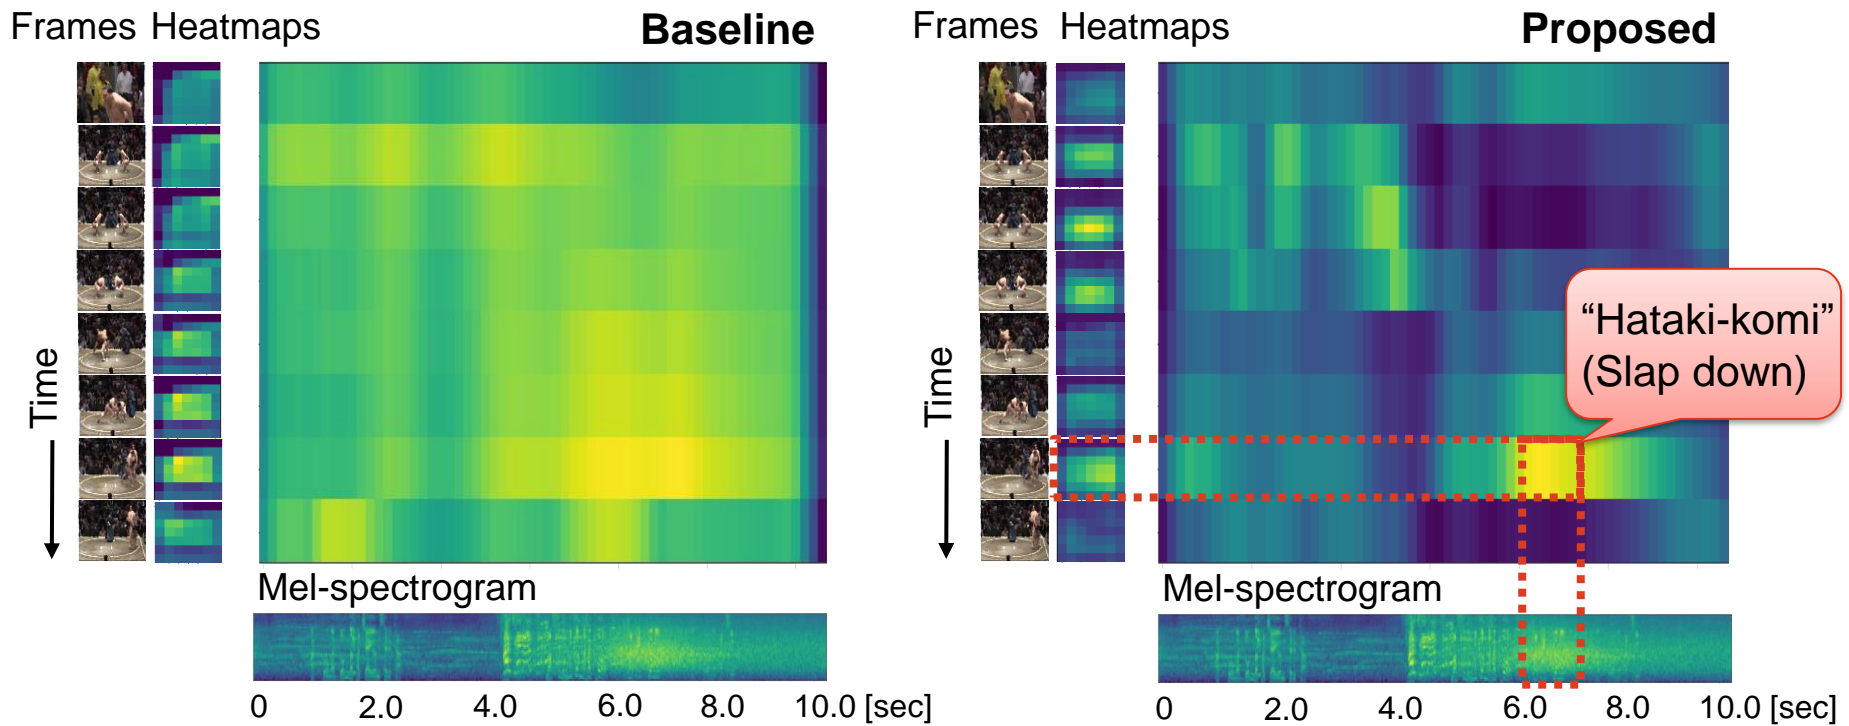 Frames Heatmaps Baseline
Time
Mel-spectrogram
0 2.0 4.0 6.0 8.0 10.0 [sec]
Frames Heatmaps Proposed
Time
“Hataki-komi”
(Slap down)
Mel-spectrogram
0 2.0 4.0 6.0 8.0 10.0 [sec]